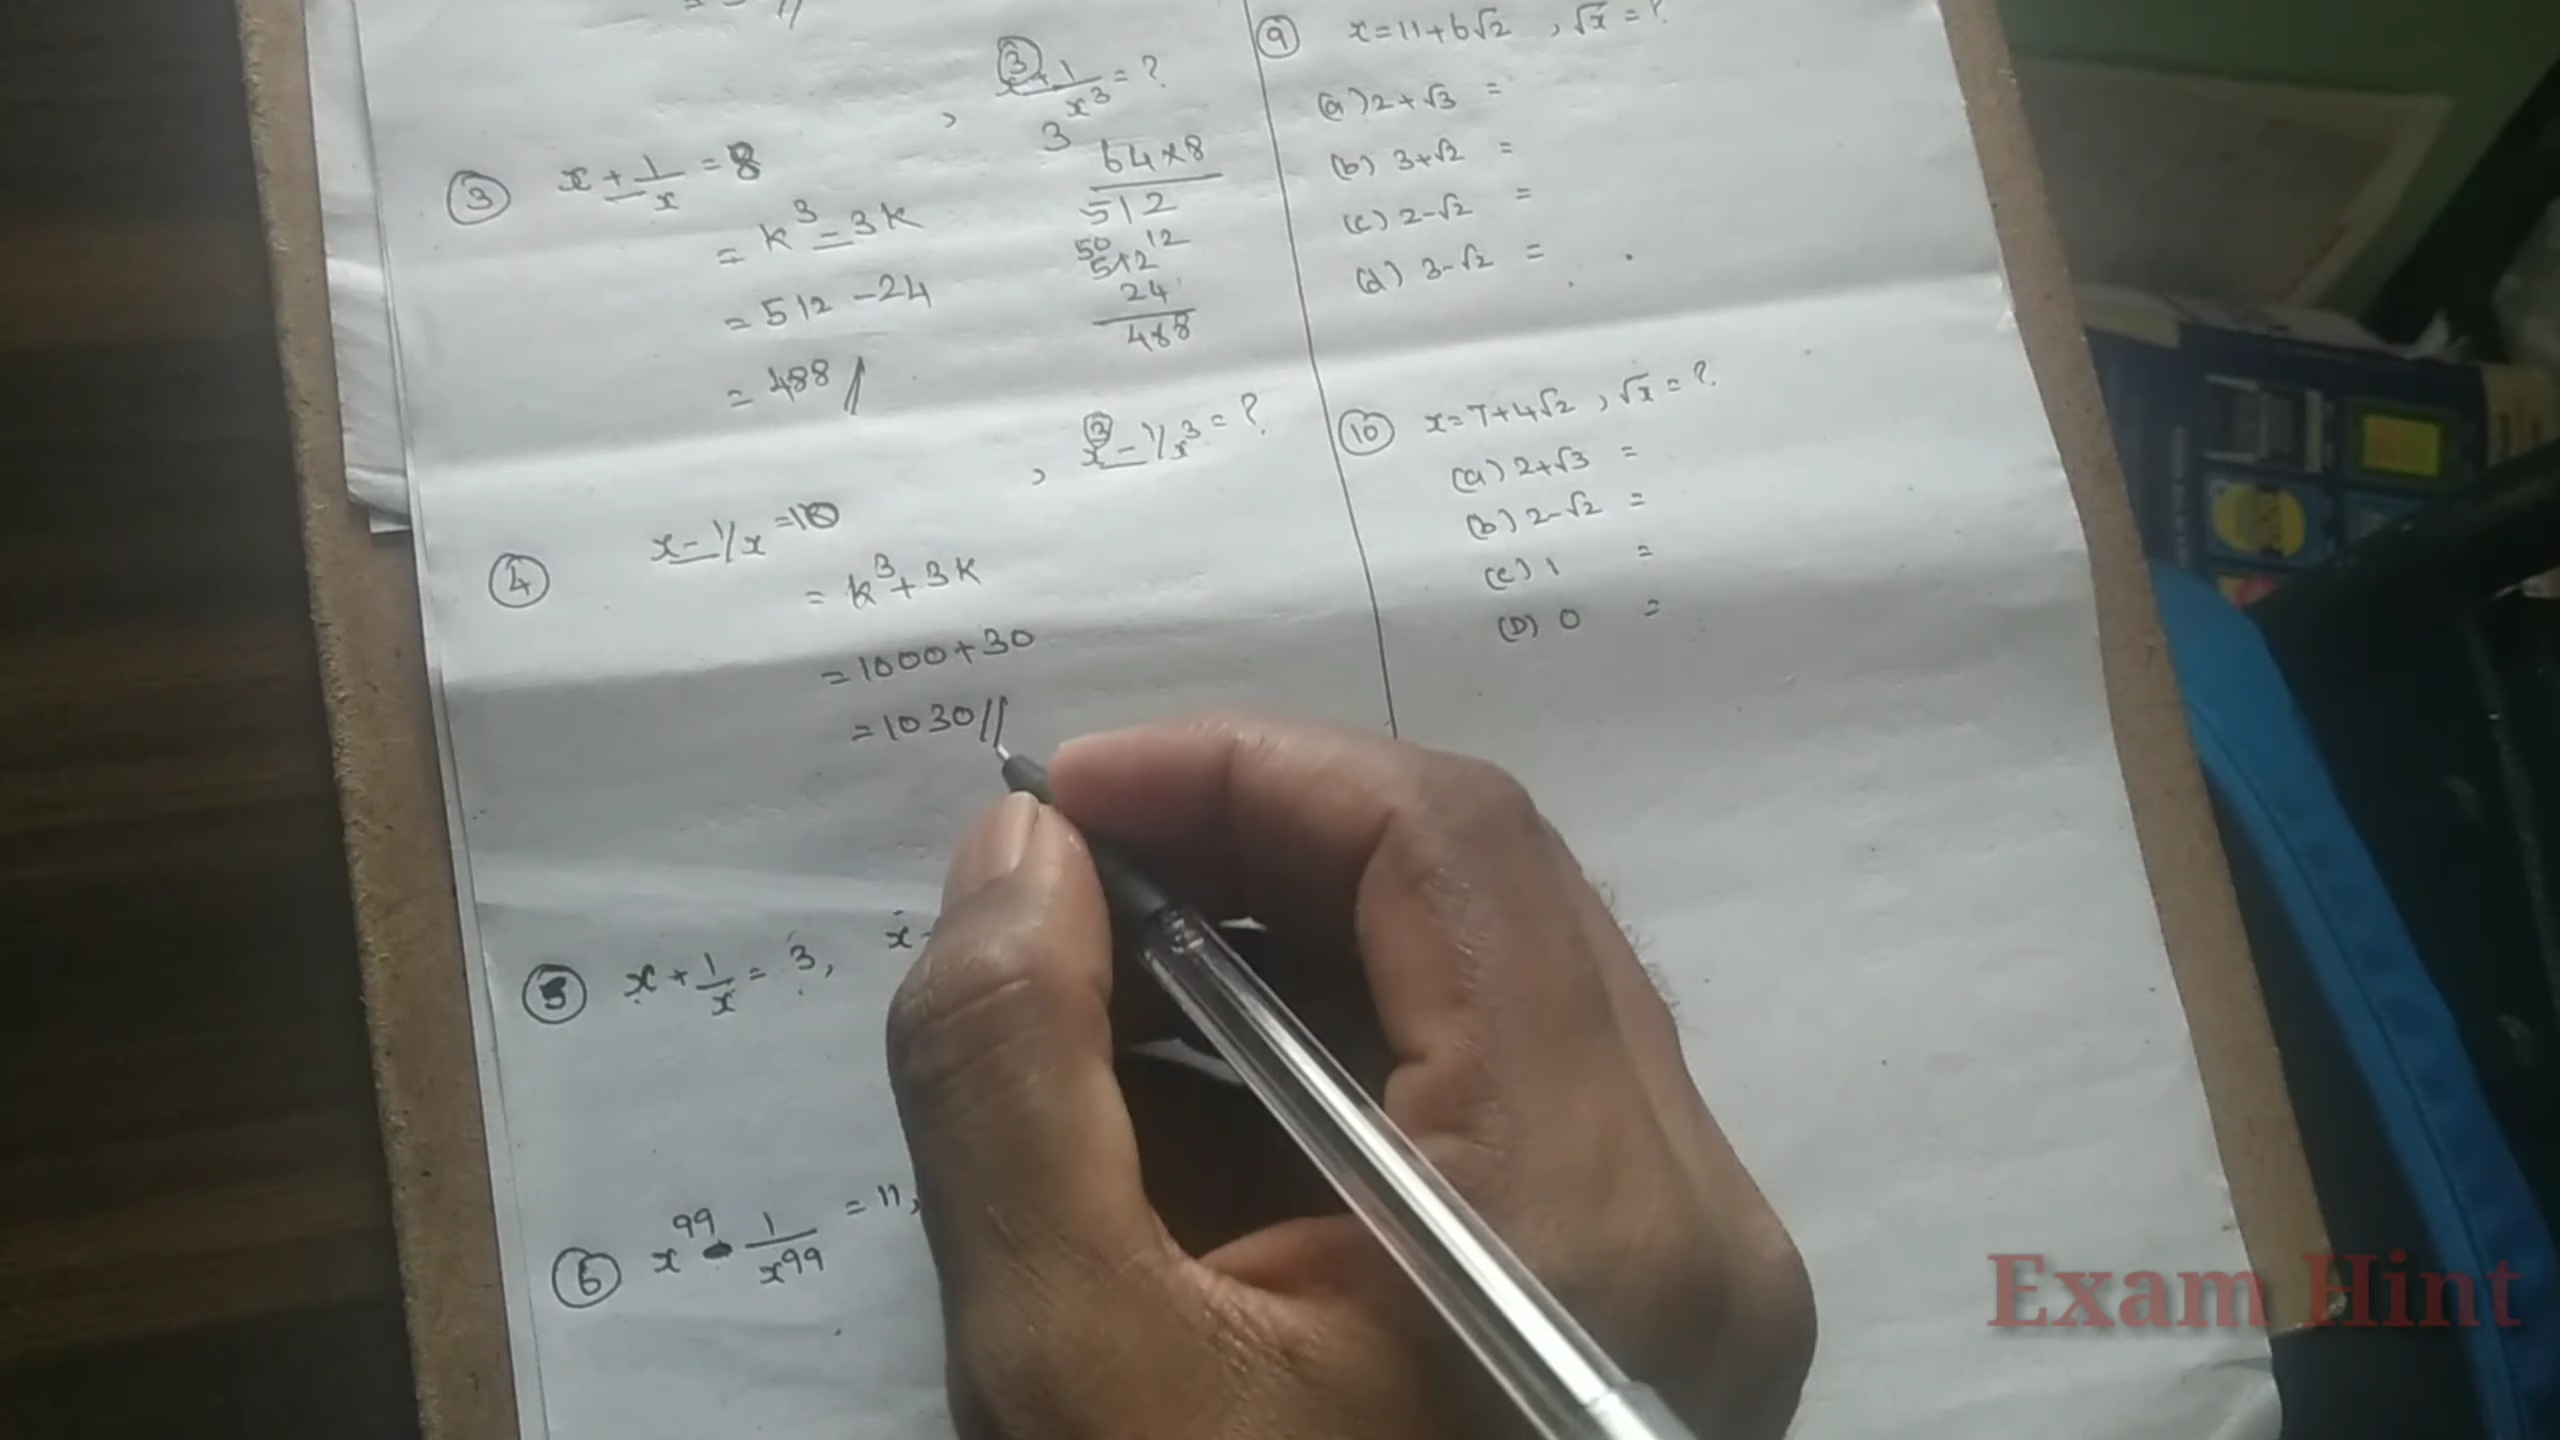 ③ x + 1/x = 8 , x³ + 1/x³ = ?
3
= k³ - 3k
= 512 - 24
= 488 //
64 × 8
512
50 12
512
24
488
④ x - 1/x = 10 , x³ - 1/x³ = ?
= k³ + 3k
= 1000 + 30
= 1030 //
⑤ x + 1/x = 3, x -
⑥ x⁹⁹ - 1/x⁹⁹ = 11,
⑨ x = 11 + 6√2 , √x = ?
(a) 2 + √3 =
(b) 3 + √2 =
(c) 2 - √2 =
(d) 3 - √2 =
⑩ x = 7 + 4√2 , √x = ?
(a) 2 + √3 =
(b) 2 - √2 =
(c) 1 =
(D) 0 =
Exam Hint